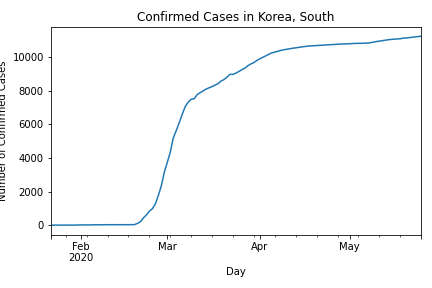 Confirmed Cases in Korea, South
Number of Confirmed Cases
10000
8000
6000
4000
2000
0
Feb
2020
Mar
Apr
May
Day